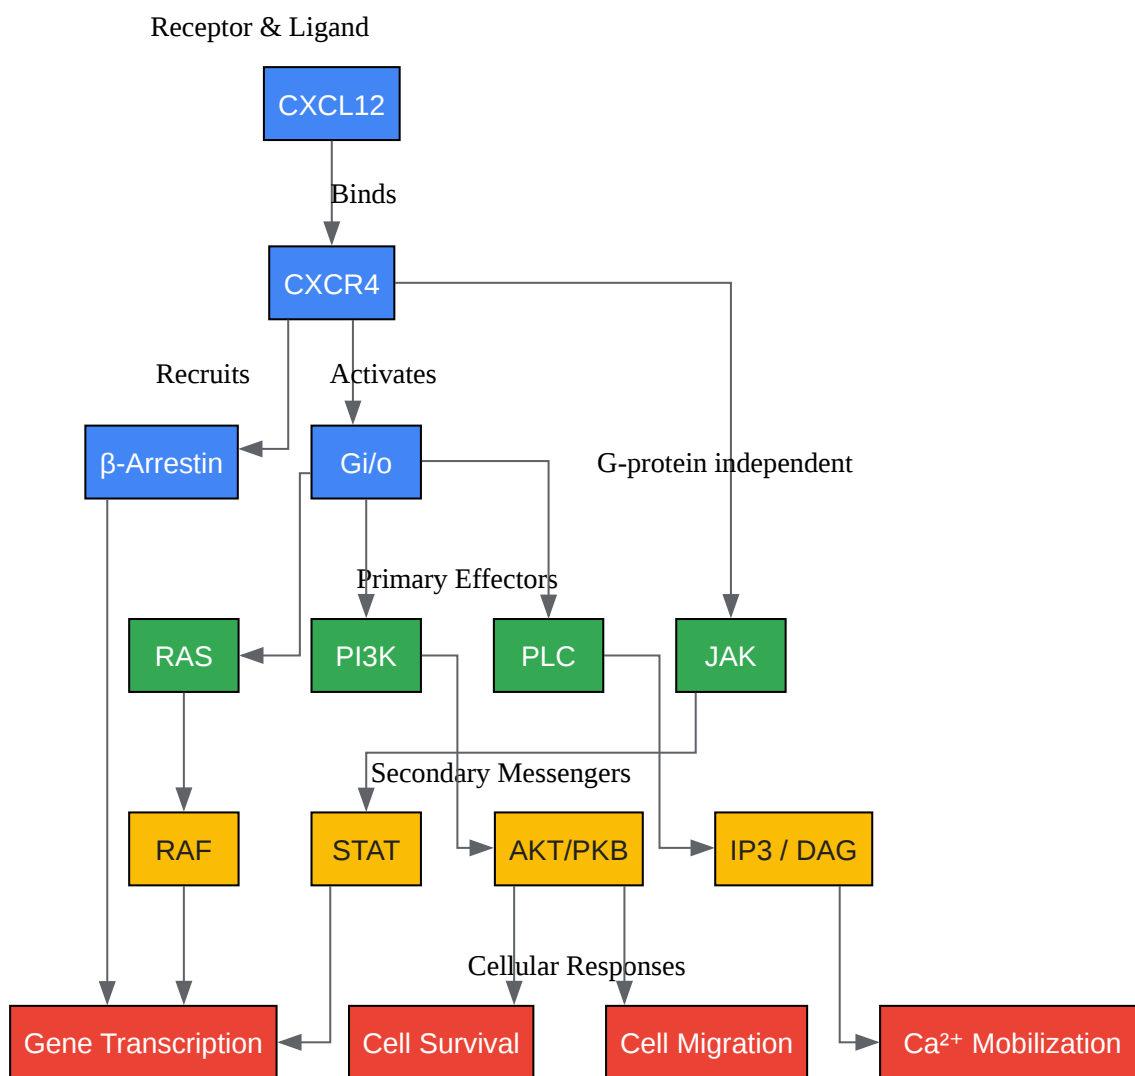 Receptor & Ligand
CXCL12
Binds
CXCR4
Recruits
Activates
β-Arrestin
Gi/o
G-protein independent
Primary Effectors
RAS
PI3K
PLC
JAK
Secondary Messengers
RAF
STAT
AKT/PKB
IP3 / DAG
Cellular Responses
Gene Transcription
Cell Survival
Cell Migration
Ca²⁺ Mobilization